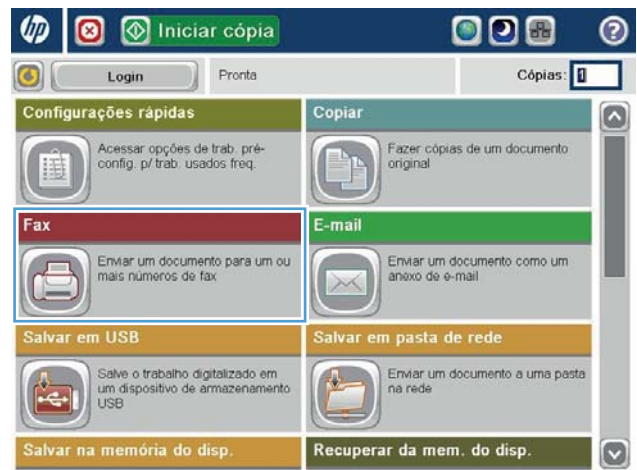 hp
Iniciar cópia
?
Login
Pronta
Cópias: 1
Configurações rápidas
Acessar opções de trab. pré-
config. p/ trab. usados freq.
Copiar
Fazer cópias de um documento
original
Fax
Enviar um documento para um ou
mais números de fax
E-mail
Enviar um documento como um
anexo de e-mail
Salvar em USB
Salve o trabalho digitalizado em
um dispositivo de armazenamento
USB
Salvar em pasta de rede
Enviar um documento a uma pasta
na rede
Salvar na memória do disp.
Recuperar da mem. do disp.